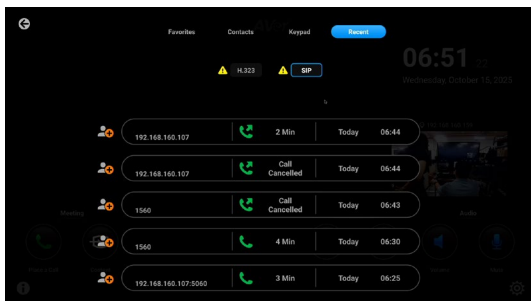 Favorites Contacts Keypad Recent
H.323 SIP
06:51
Wednesday, October 15, 2025
192.168.160.107 2 Min Today 06:44
192.168.160.107 Call Cancelled Today 06:44
1560 Call Cancelled Today 06:43
Meeting Audio
1560 4 Min Today 06:30
192.168.160.107:5060 3 Min Today 06:25